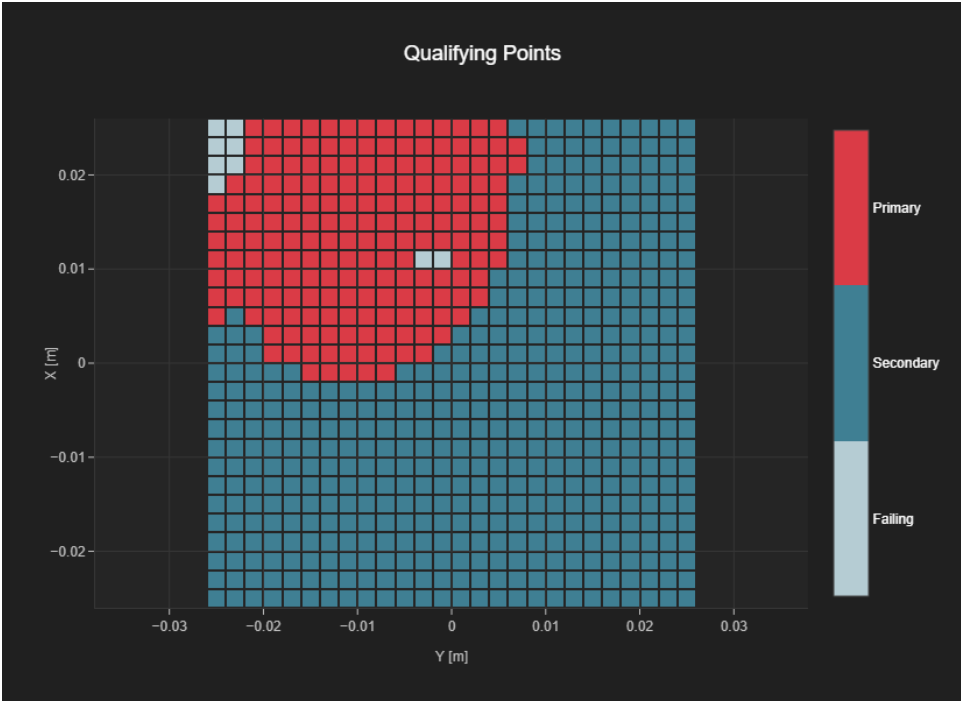 Qualifying Points
0.02
0.01
0
−0.01
−0.02
X [m]
−0.03
−0.02
−0.01
0
0.01
0.02
0.03
Y [m]
Primary
Secondary
Failing